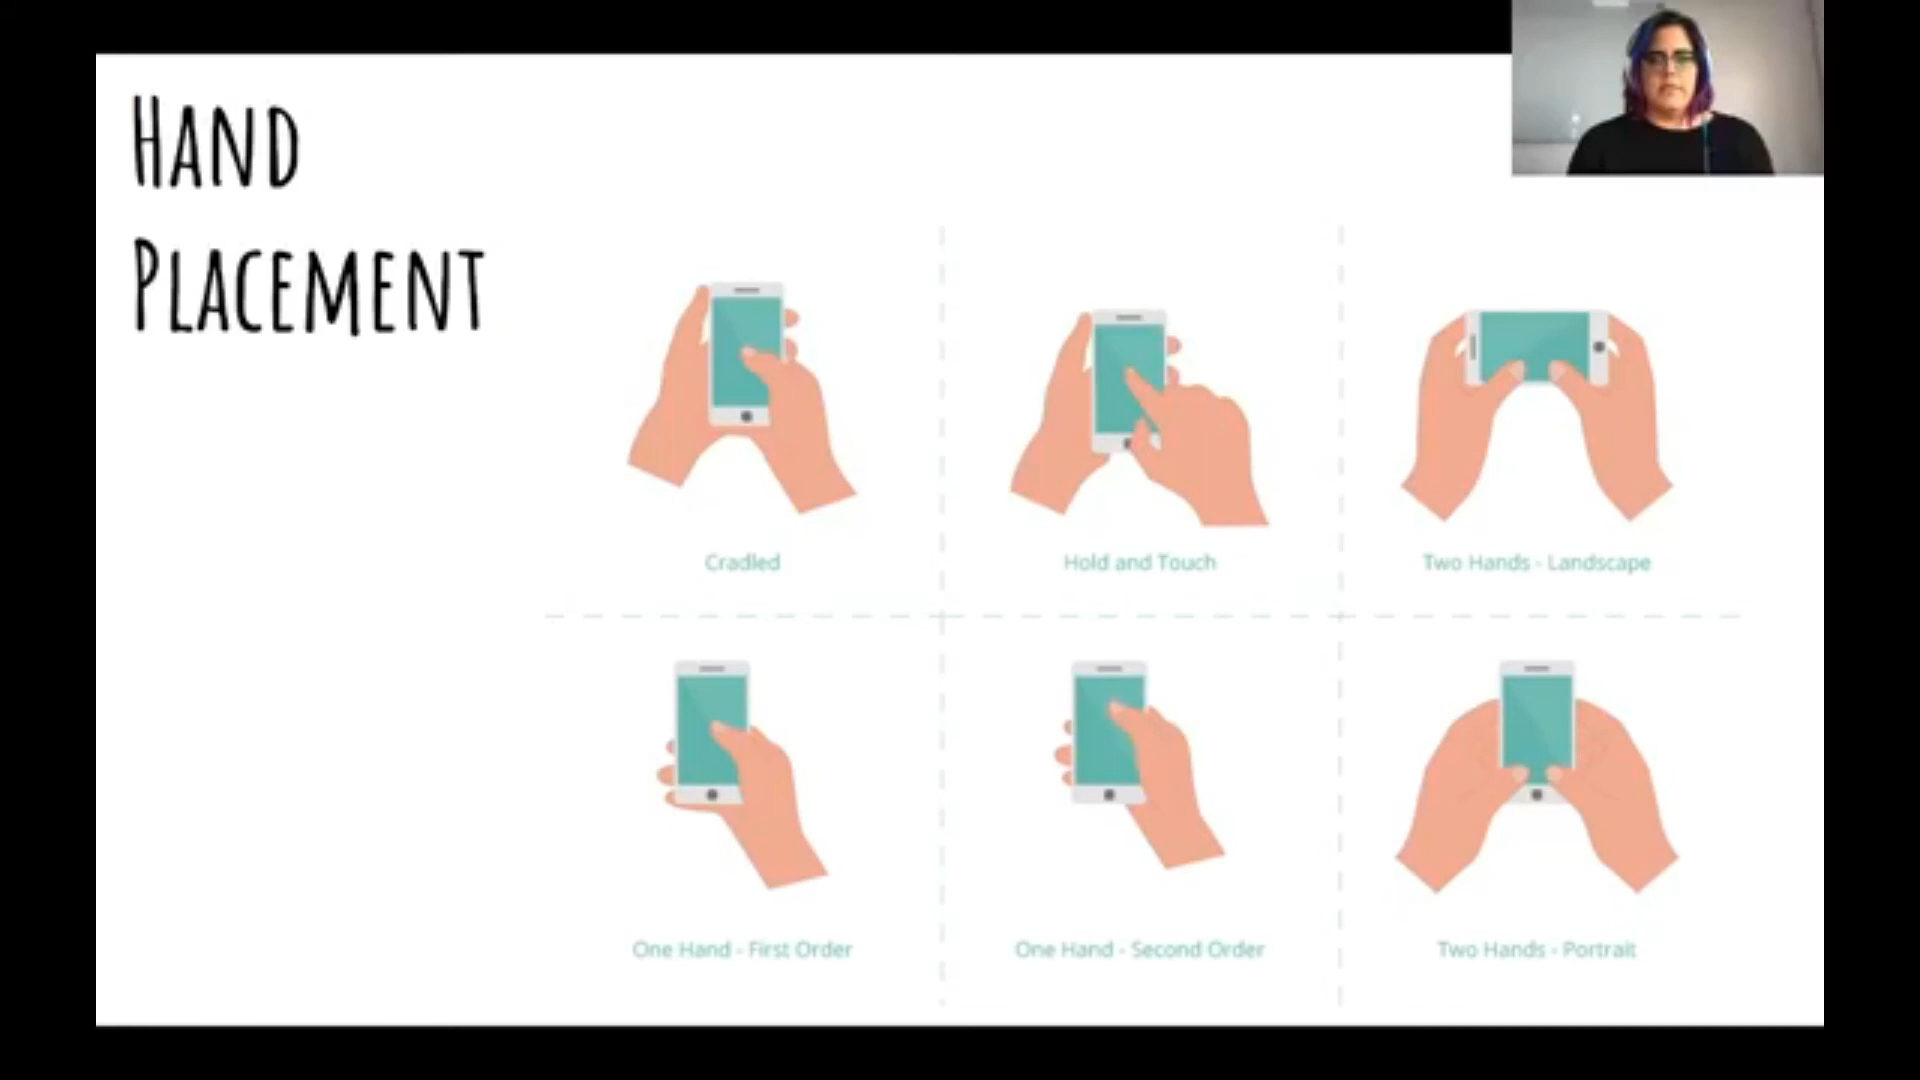 HAND
PLACEMENT
Cradled
Hold and Touch
Two Hands - Landscape
One Hand - First Order
One Hand - Second Order
Two Hands - Portrait